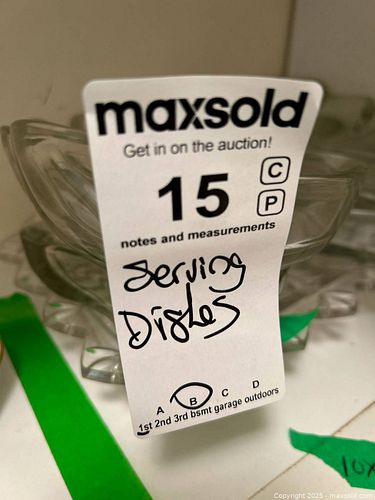 maxsold
Get in on the auction!
15
C
P
notes and measurements
Serving
Dishes
A B C D
1st 2nd 3rd bsmt garage outdoors
10x
Copyright 2025 - maxsold.com